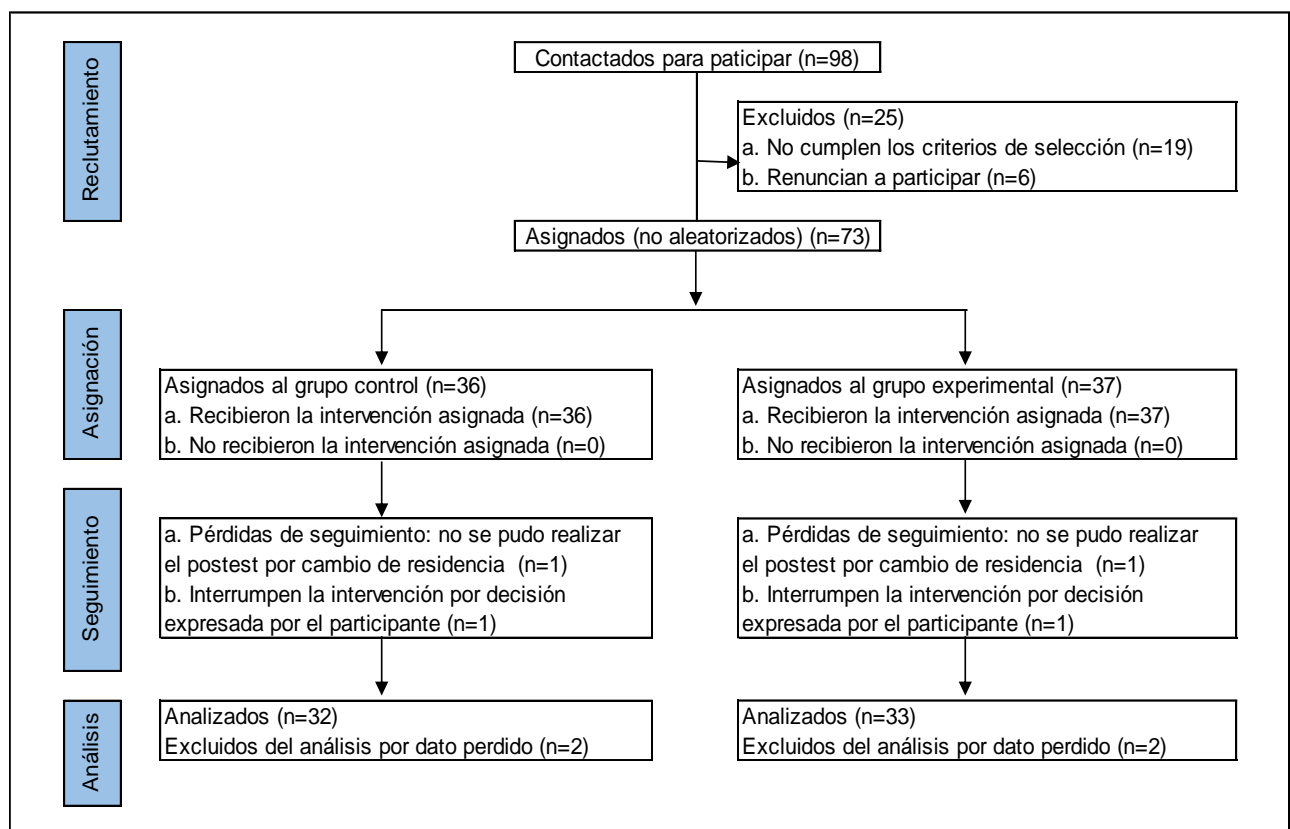 Reclutamiento
Contactados para paticipar (n=98)
Excluidos (n=25)
a. No cumplen los criterios de selección (n=19)
b. Renuncian a participar (n=6)
Asignados (no aleatorizados) (n=73)
Asignación
Asignados al grupo control (n=36)
a. Recibieron la intervención asignada (n=36)
b. No recibieron la intervención asignada (n=0)
Asignados al grupo experimental (n=37)
a. Recibieron la intervención asignada (n=37)
b. No recibieron la intervención asignada (n=0)
Seguimiento
a. Pérdidas de seguimiento: no se pudo realizar
el postest por cambio de residencia (n=1)
b. Interrumpen la intervención por decisión
expresada por el participante (n=1)
a. Pérdidas de seguimiento: no se pudo realizar
el postest por cambio de residencia (n=1)
b. Interrumpen la intervención por decisión
expresada por el participante (n=1)
Análisis
Analizados (n=32)
Excluidos del análisis por dato perdido (n=2)
Analizados (n=33)
Excluidos del análisis por dato perdido (n=2)